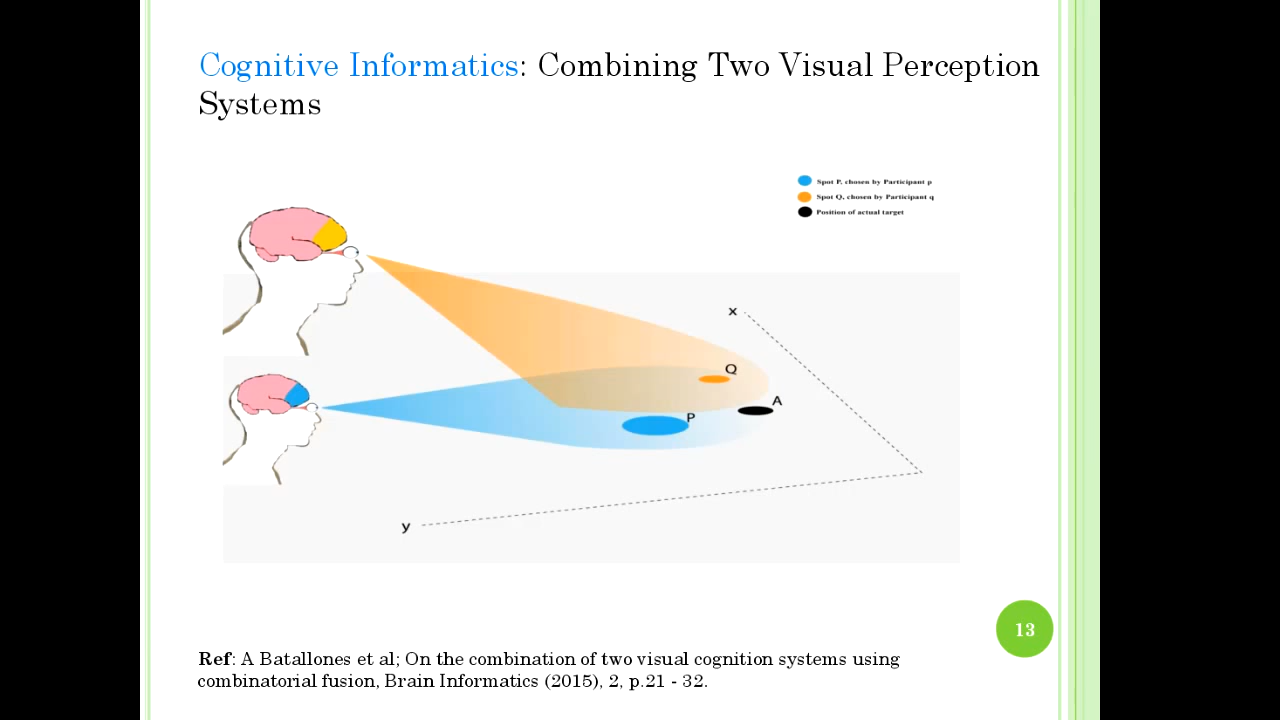 Cognitive Informatics: Combining Two Visual Perception
Systems
Spot P, chosen by Participant p
Spot Q, chosen by Participant q
Position of actual target
x
Q
A
P
y
13
Ref: A Batallones et al; On the combination of two visual cognition systems using
combinatorial fusion, Brain Informatics (2015), 2, p.21 - 32.